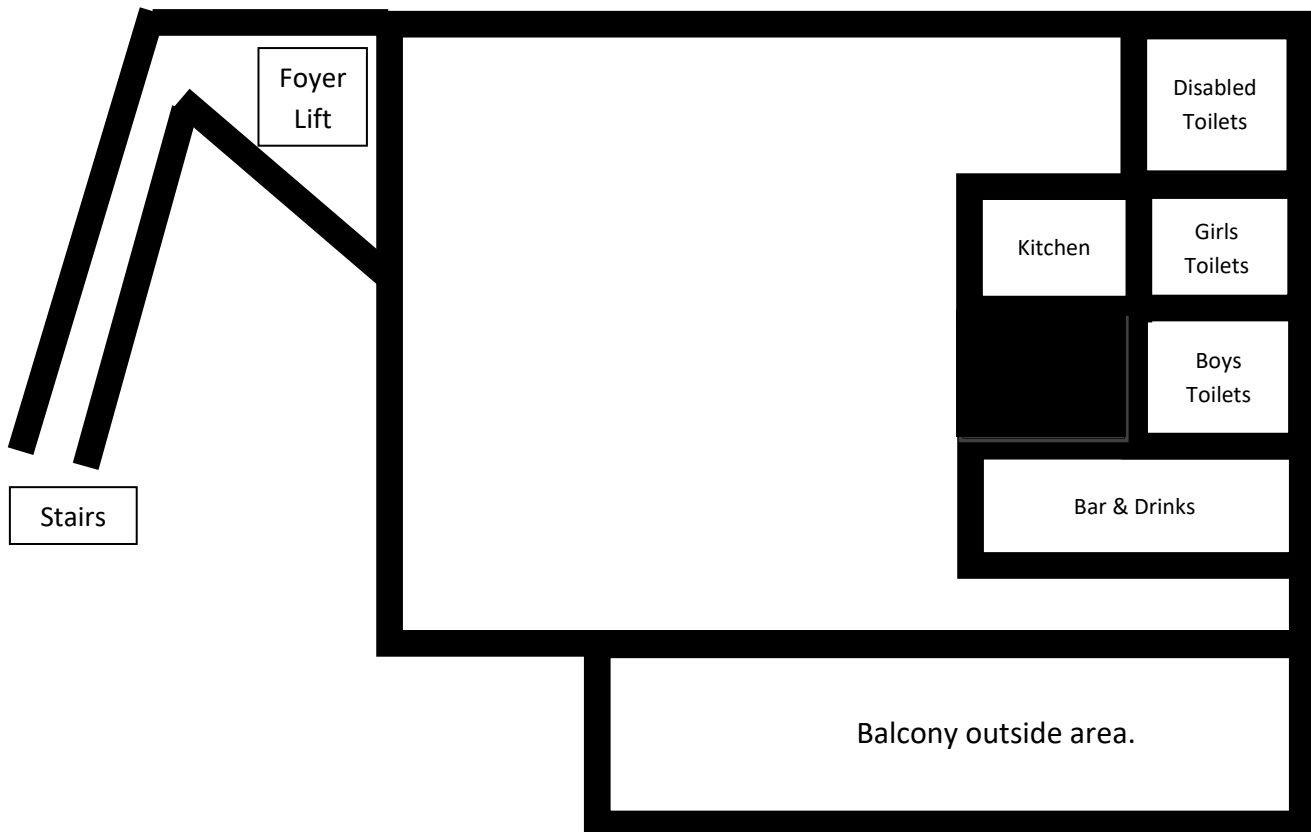 Foyer
Lift
Disabled
Toilets
Kitchen
Girls
Toilets
Boys
Toilets
Stairs
Bar & Drinks
Balcony outside area.